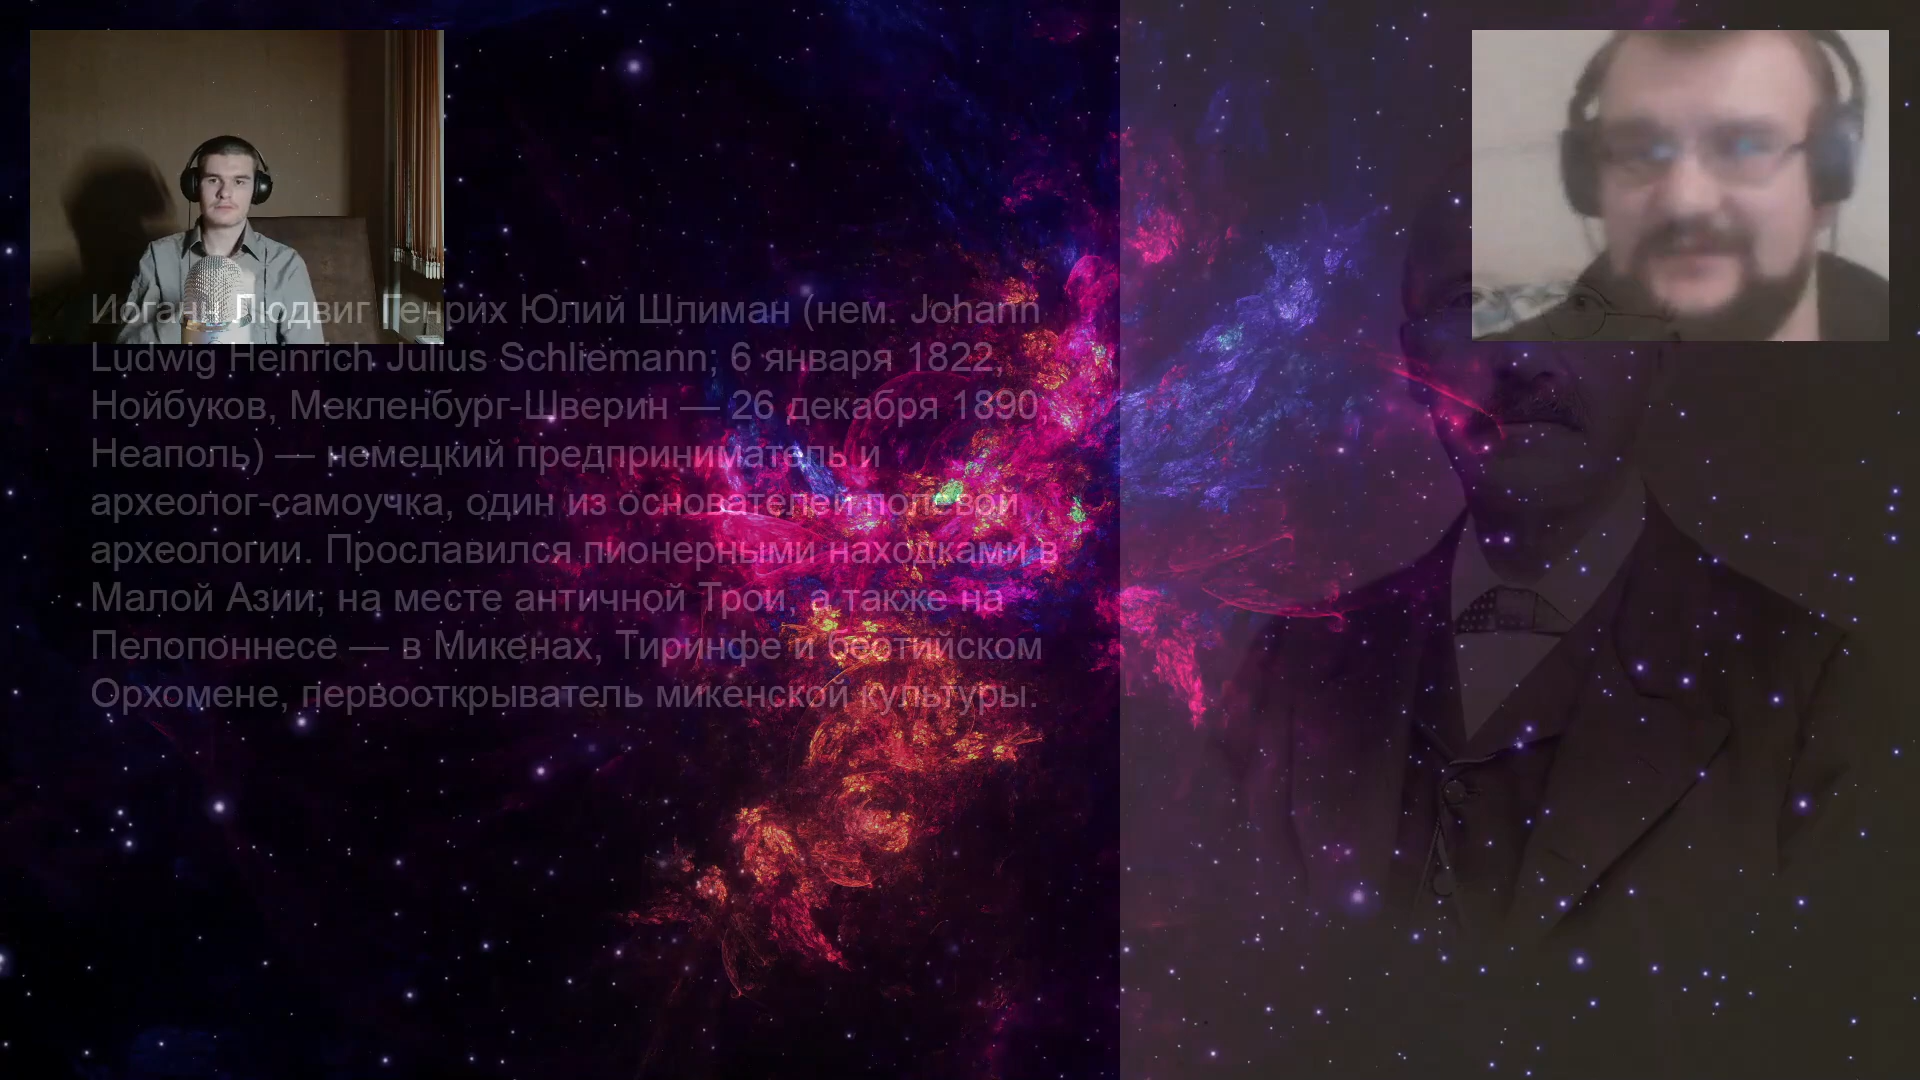 Иоганн Людвиг Генрих Юлий Шлиман (нем. Johann
Ludwig Heinrich Julius Schliemann; 6 января 1822,
Нойбуков, Мекленбург-Шверин — 26 декабря 1890
Неаполь) — немецкий предприниматель и
археолог-самоучка, один из основателей полевой
археологии. Прославился пионерными находками в
Малой Азии; на месте античной Трои, а также на
Пелопоннесе — в Микенах, Тиринфе и беотийском
Орхомене, первооткрыватель микенской культуры.